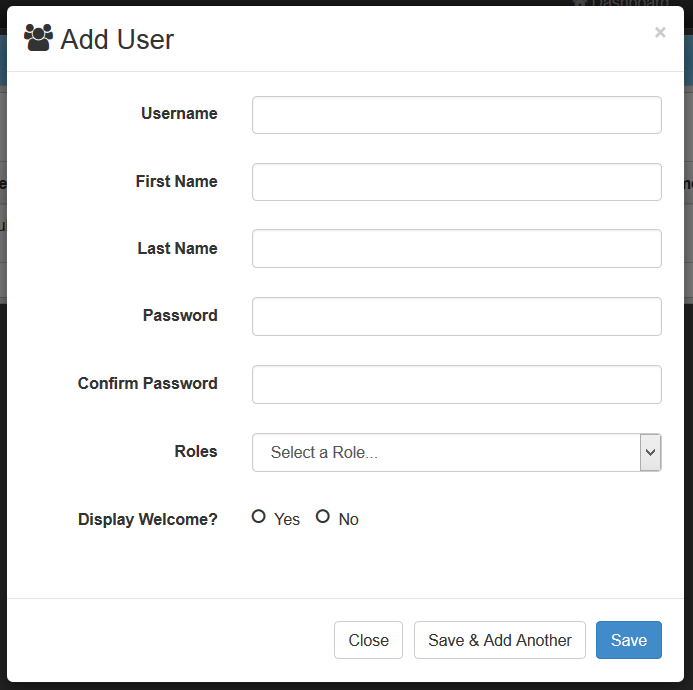 Dashboard
Add User
×
Username
First Name
Last Name
Password
Confirm Password
Roles
Select a Role...
Display Welcome?
Yes
No
Close
Save & Add Another
Save